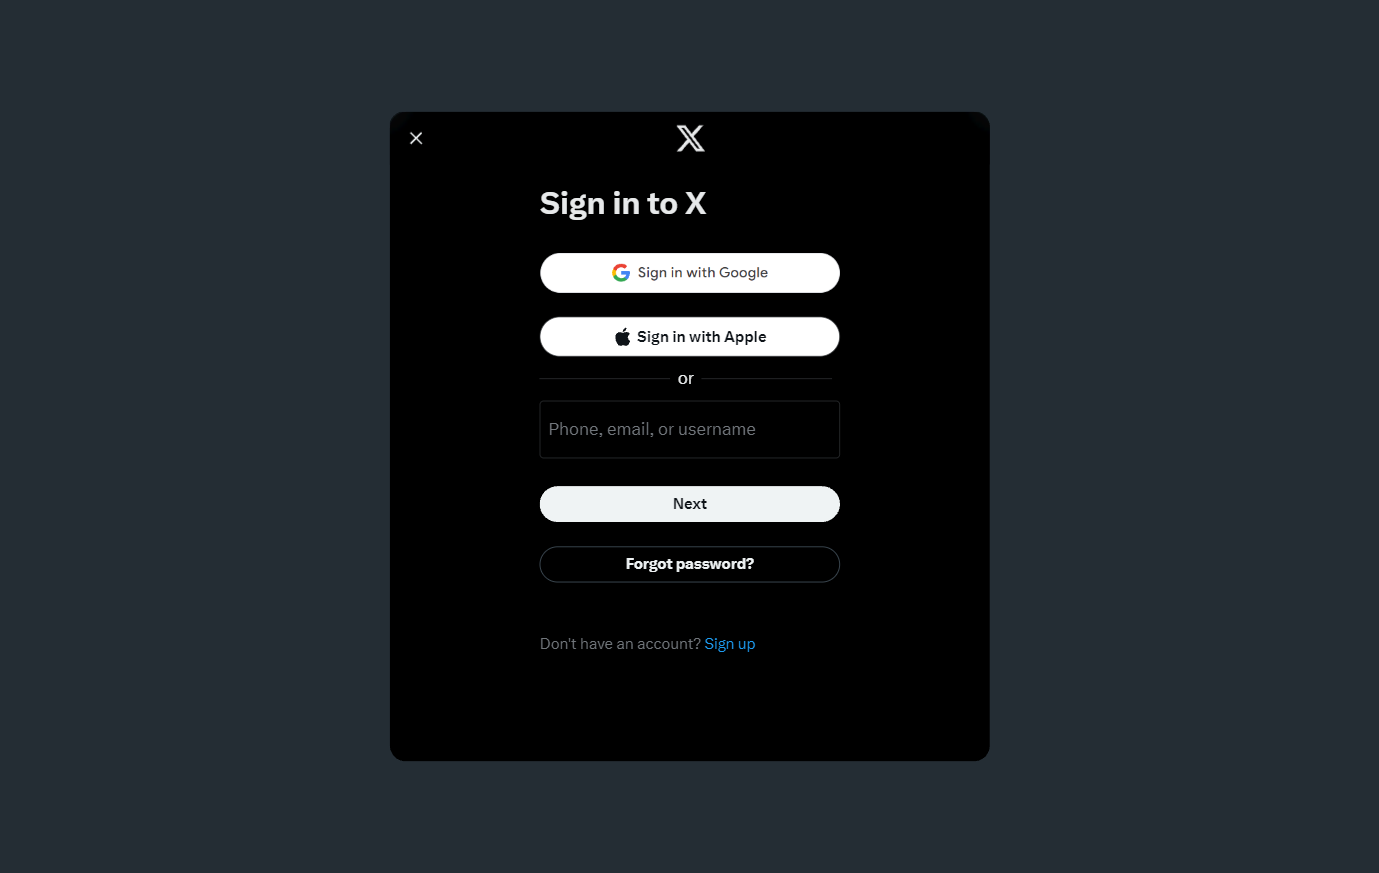 Sign in to X
Sign in with Google
Sign in with Apple
or
Phone, email, or username
Next
Forgot password?
Don't have an account? Sign up